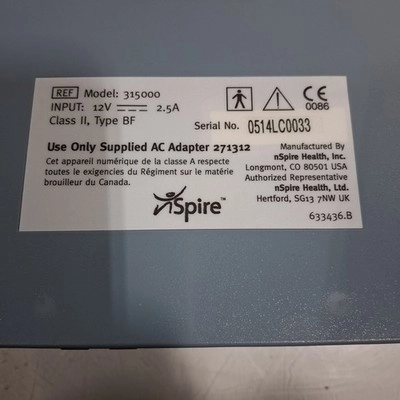 REF Model: 315000
INPUT: 12V 2.5A
Class II, Type BF
0086
Serial No. 0514LC0033
Use Only Supplied AC Adapter 271312
Cet appareil numérique de la classe A respecte
toutes le exigencies du Régiment sur le matérie
brouilleur du Canada.
Manufactured By
nSpire Health, Inc.
Longmont, CO 80501 USA
Authorized Representative
nSpire Health, Ltd.
Hertford, SG13 7NW UK
nSpire™
633436.B